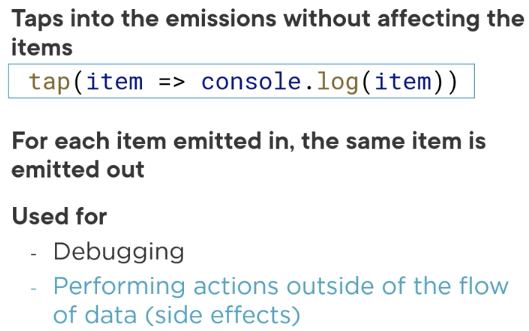 Taps into the emissions without affecting the
items
tap(item => console.log(item))
For each item emitted in, the same item is
emitted out
Used for
- Debugging
- Performing actions outside of the flow
of data (side effects)